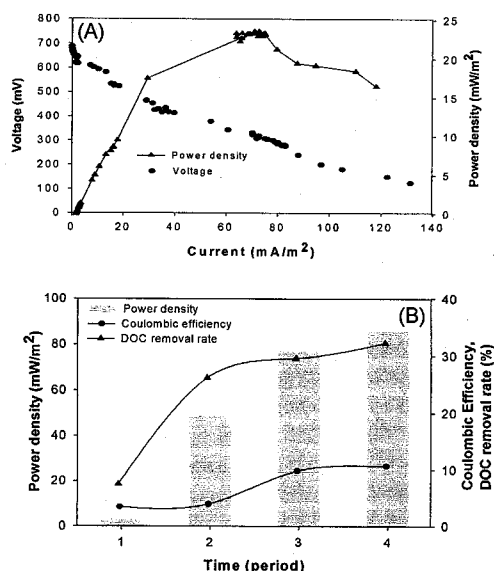 (A)
800
700
600
500
400
300
200
100
0
Voltage (mV)
25
20
15
10
5
0
Power density (mW/m²)
Power density
Voltage
0 20 40 60 80 100 120 140
Current (mA/m²)
(B)
Power density
Coulombic efficiency
DOC removal rate
100
80
60
40
20
0
Power density (mW/m²)
40
30
20
10
0
Coulombic Efficiency,
DOC removal rate (%)
1 2 3 4
Time (period)